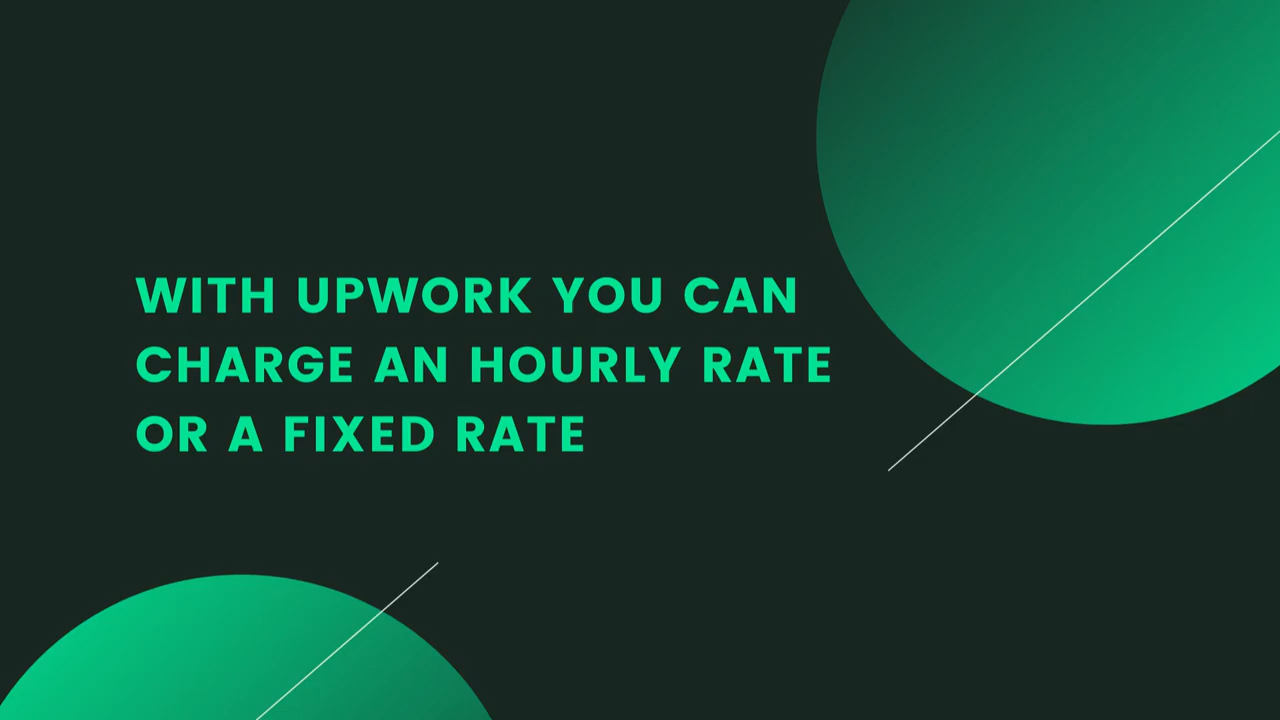 WITH UPWORK YOU CAN
CHARGE AN HOURLY RATE
OR A FIXED RATE